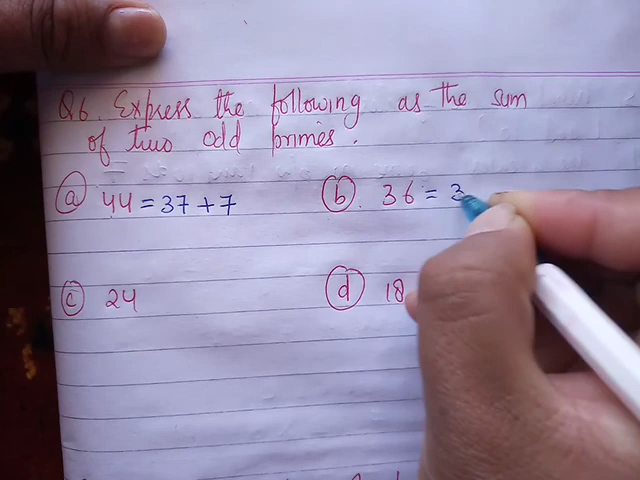 Q6. Express the following as the sum
of two odd primes.
(a) 44 = 37 + 7 (b). 36 = 3
(c) 24 (d) 18